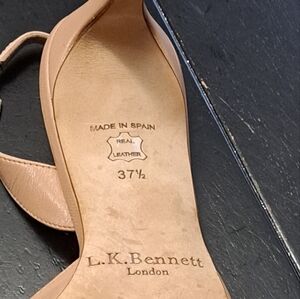 MADE IN SPAIN
REAL
LEATHER
37½
L.K.Bennett
London